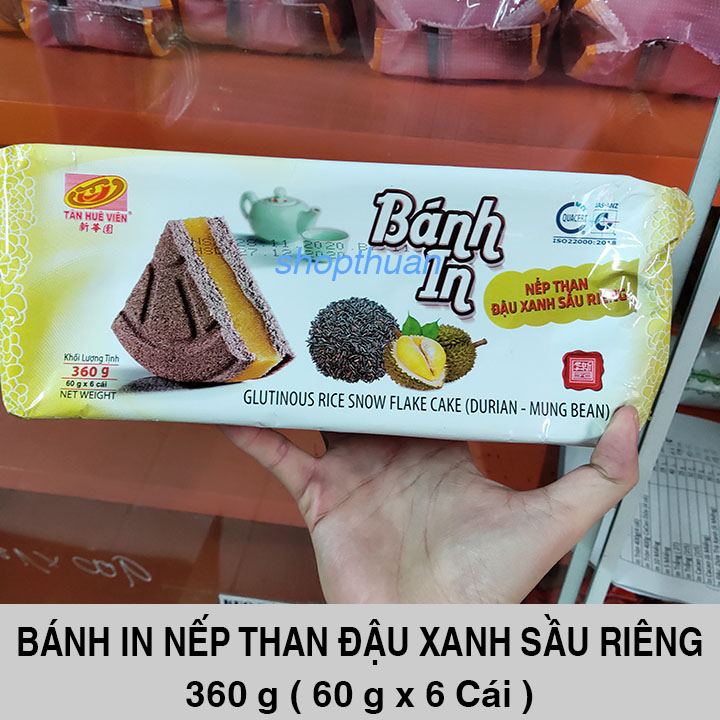 TÂN HUÊ VIÊN®
新華園
Bánh
In
QUACERT
JAS-ANZ
ISO22000:2018
NẾP THAN
ĐẬU XANH SẦU RIÊNG
shopthuan
Khối Lượng Tịnh
360 g
60 g x 6 cái
NET WEIGHT
GLUTINOUS RICE SNOW FLAKE CAKE (DURIAN - MUNG BEAN)
BÁNH IN NẾP THAN ĐẬU XANH SẦU RIÊNG
360 g ( 60 g x 6 Cái )